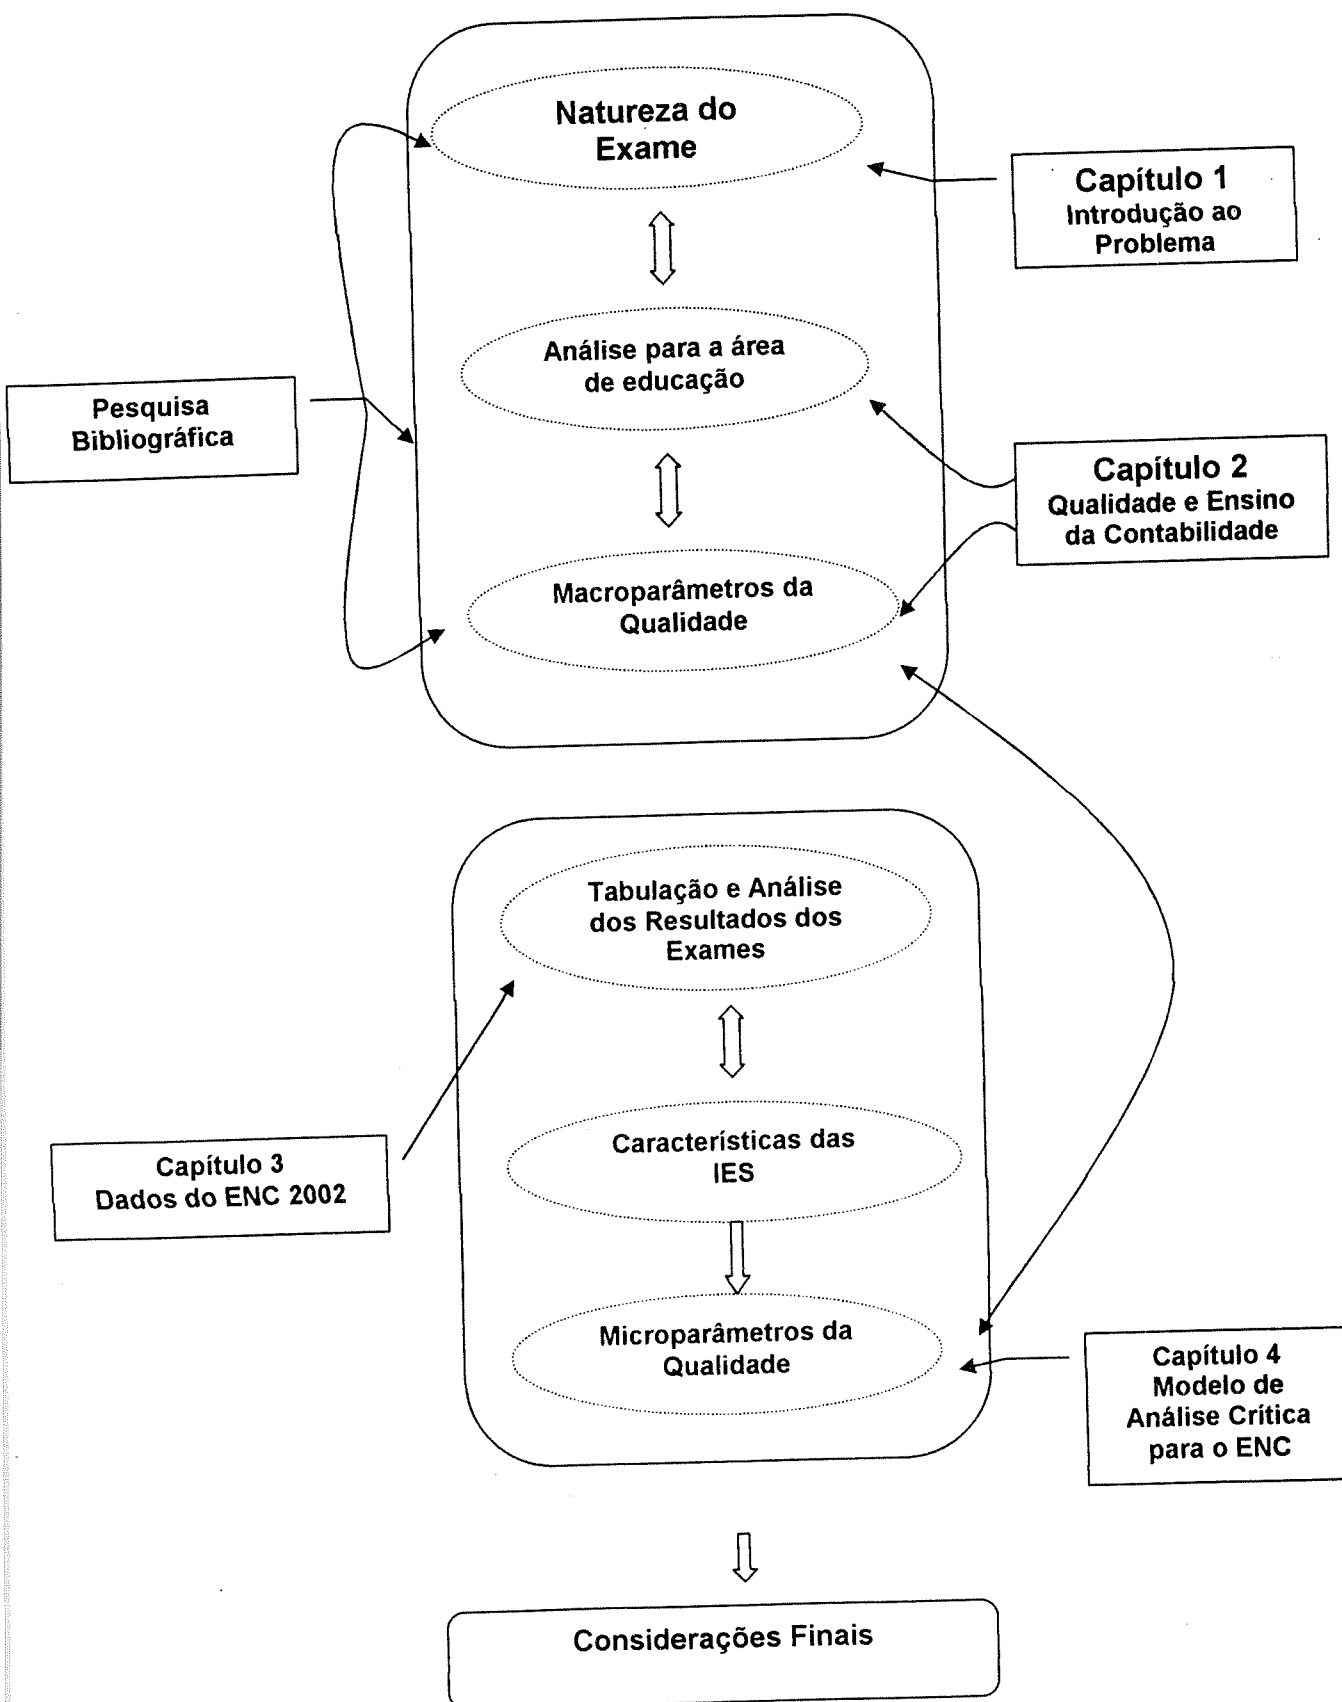 Natureza do
Exame
Capítulo 1
Introdução ao
Problema
Análise para a área
de educação
Pesquisa
Bibliográfica
Capítulo 2
Qualidade e Ensino
da Contabilidade
Macroparâmetros da
Qualidade
Tabulação e Análise
dos Resultados dos
Exames
Capítulo 3
Dados do ENC 2002
Características das
IES
Microparâmetros da
Qualidade
Capítulo 4
Modelo de
Análise Crítica
para o ENC
Considerações Finais